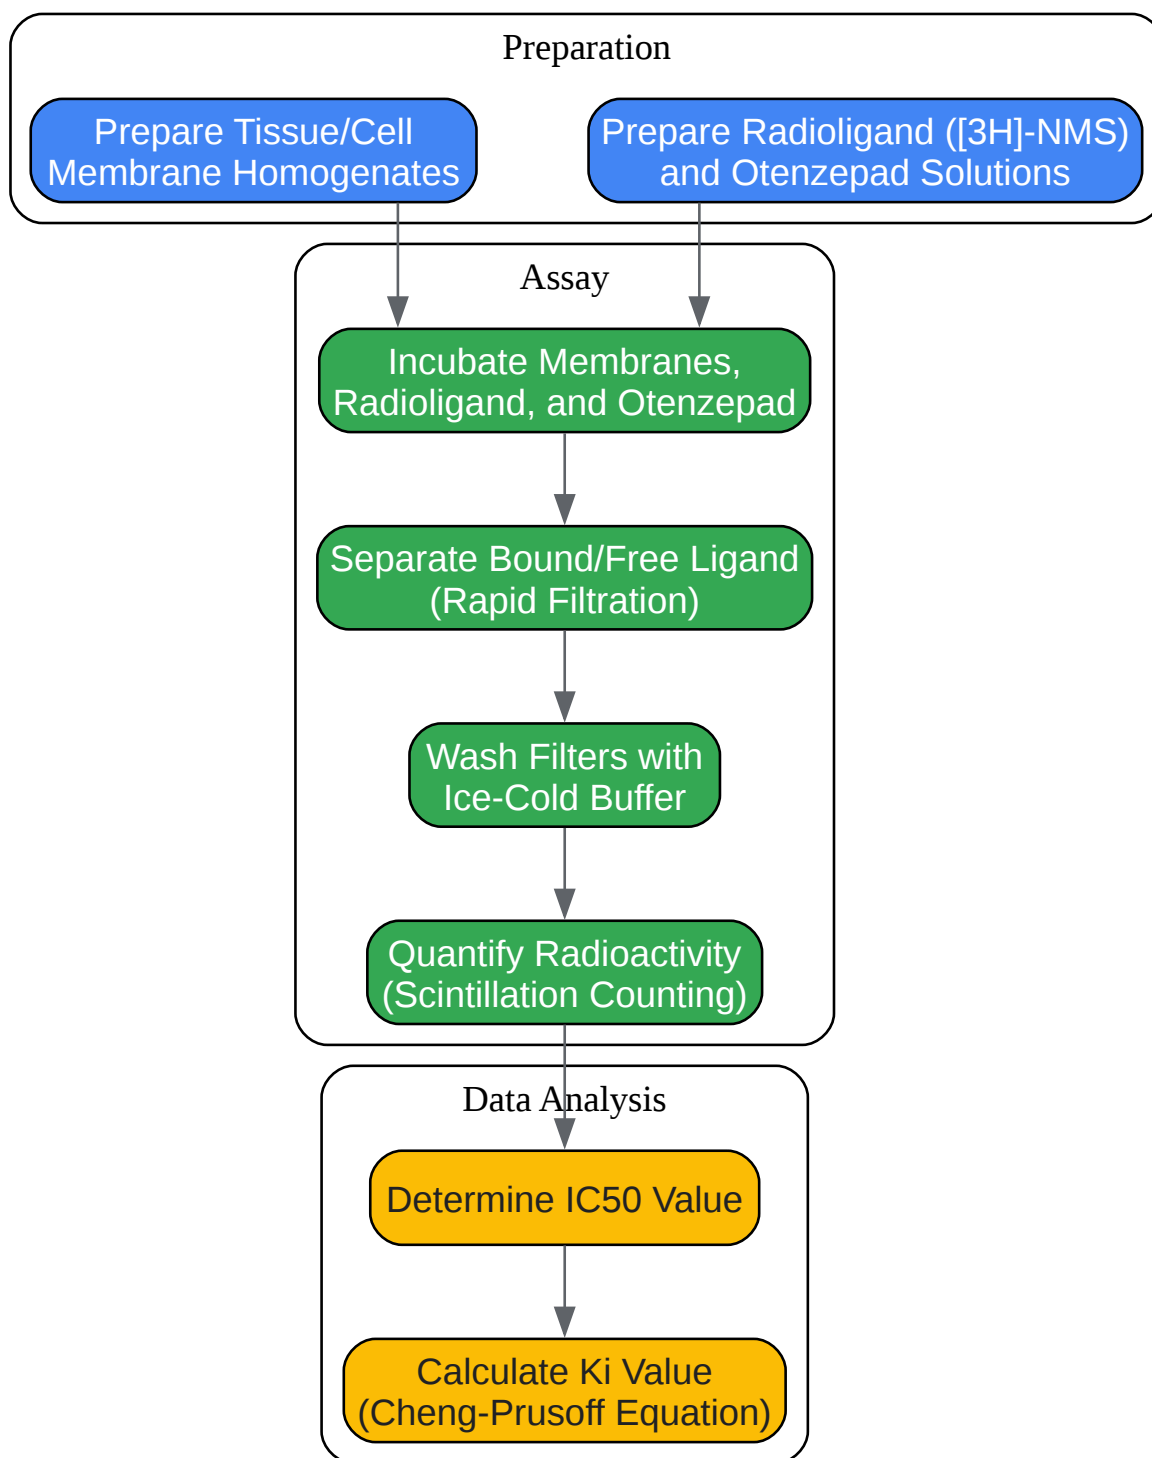 Preparation
Prepare Tissue/Cell
Membrane Homogenates
Prepare Radioligand ([3H]-NMS)
and Otenzepad Solutions
Assay
Incubate Membranes,
Radioligand, and Otenzepad
Separate Bound/Free Ligand
(Rapid Filtration)
Wash Filters with
Ice-Cold Buffer
Quantify Radioactivity
(Scintillation Counting)
Data Analysis
Determine IC50 Value
Calculate Ki Value
(Cheng-Prusoff Equation)